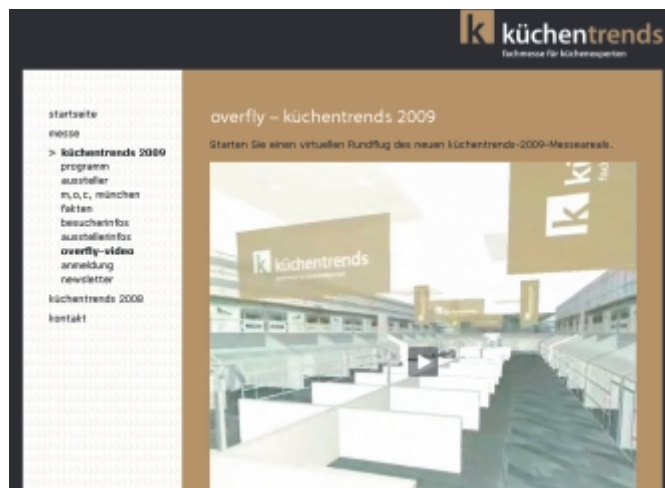 k küchentrends
fachmesse für küchenexperten
startseite
messe
> küchentrends 2009
programm
aussteller
m,o,c, münchen
fakten
besucherinfos
ausstellerinfos
overfly-video
anmeldung
newsletter
küchentrends 2008
kontakt
overfly – küchentrends 2009
Starten Sie einen virtuellen Rundflug des neuen küchentrends-2009-Messeareals.
k küchentrends
k kü